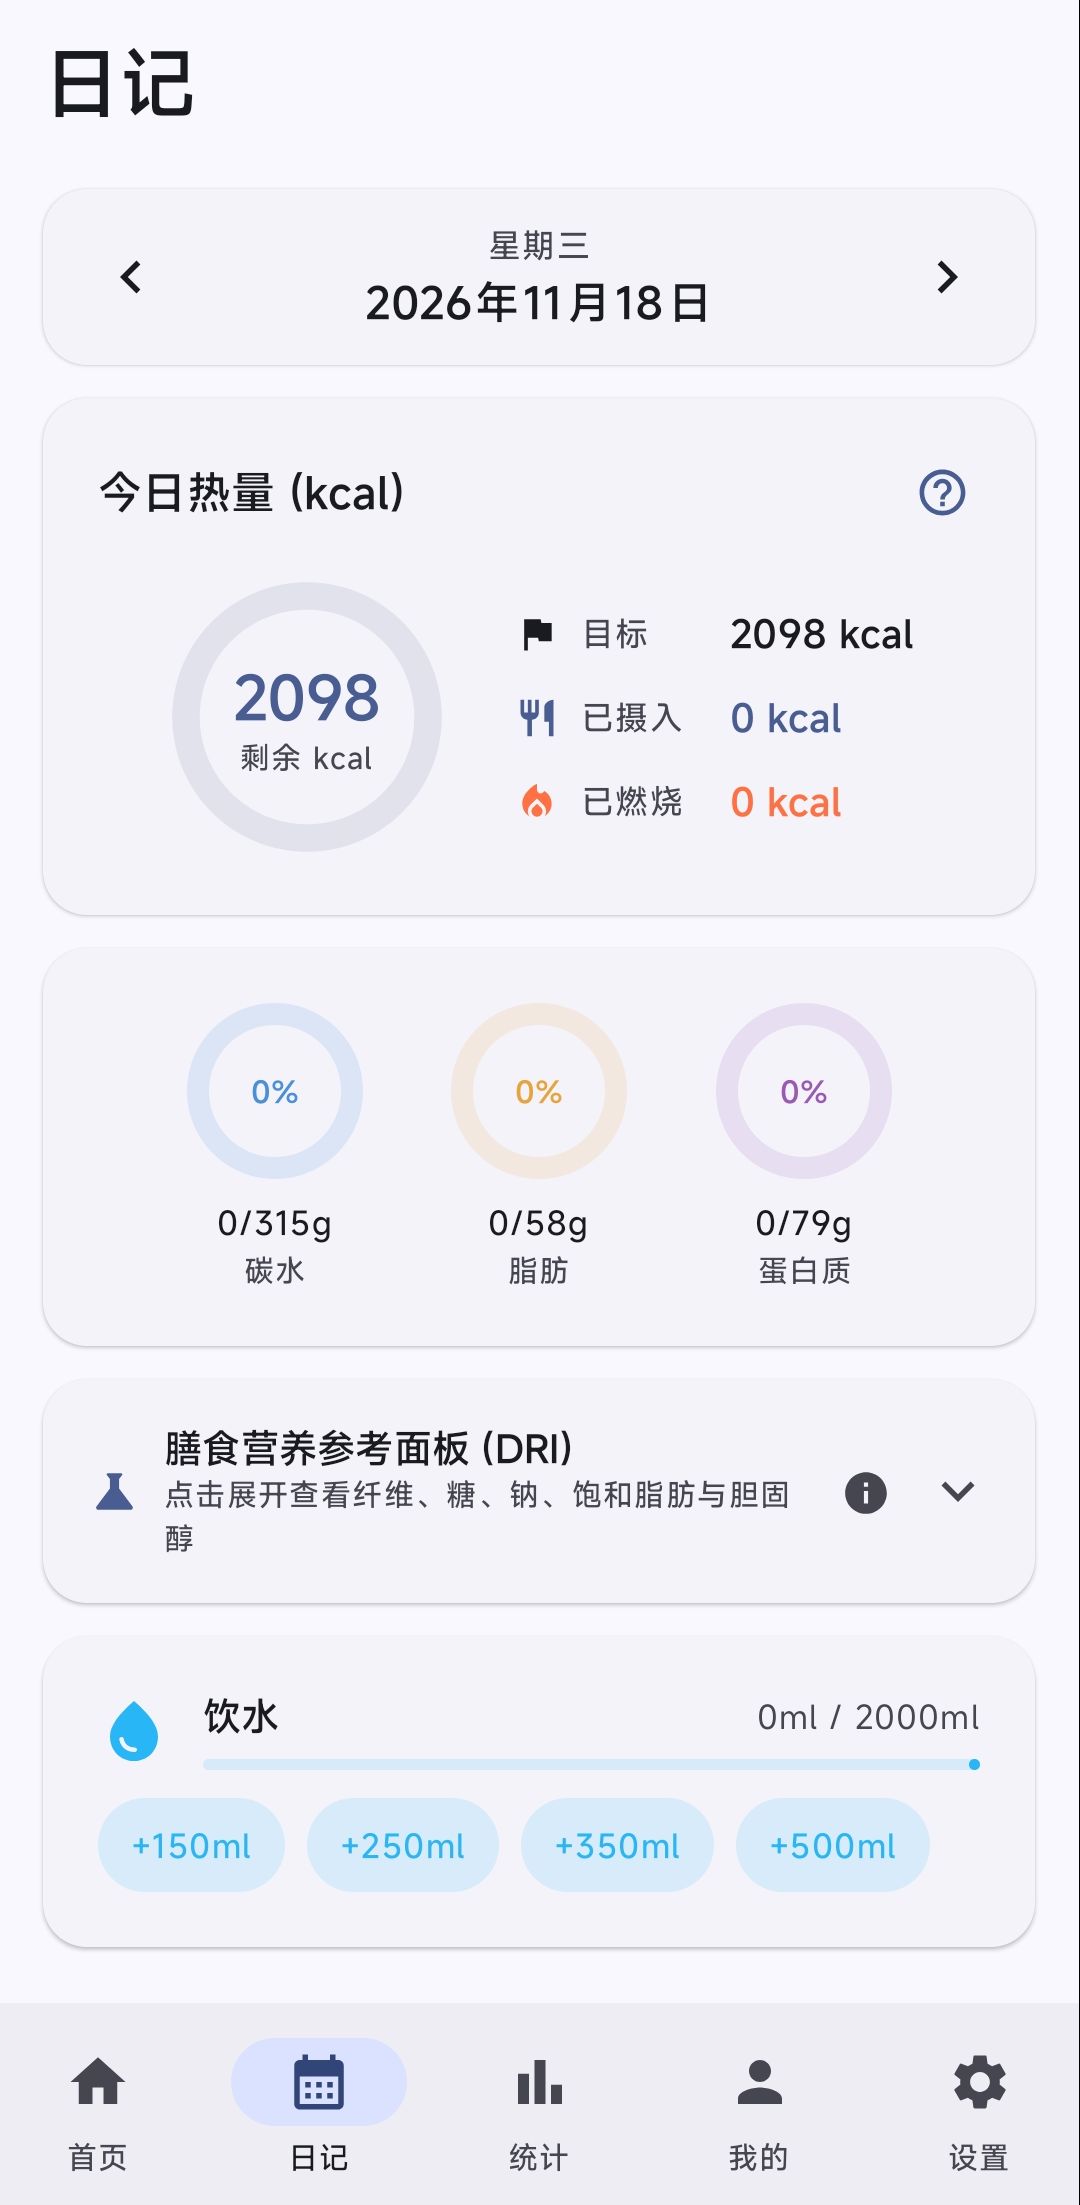 日记
星期三
2026年11月18日
今日热量 (kcal)
2098
剩余 kcal
目标 2098 kcal
已摄入 0 kcal
已燃烧 0 kcal
0% 0% 0%
0/315g 0/58g 0/79g
碳水 脂肪 蛋白质
膳食营养参考面板 (DRI)
点击展开查看纤维、糖、钠、饱和脂肪与胆固
醇
饮水 0ml / 2000ml
+150ml +250ml +350ml +500ml
首页 日记 统计 我的 设置